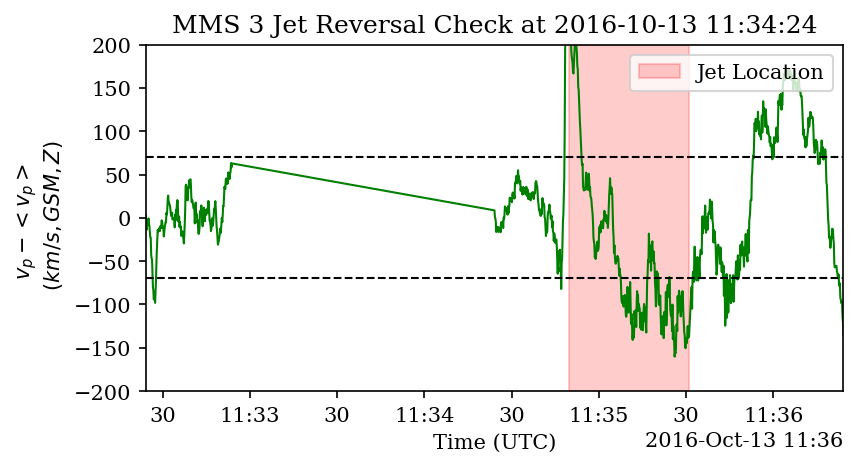 MMS 3 Jet Reversal Check at 2016-10-13 11:34:24
Jet Location
200
150
100
50
0
−50
−100
−150
−200
v_p − < v_p >
(km/s, GSM, Z)
30 11:33 30 11:34 30 11:35 30 11:36
Time (UTC)
2016-Oct-13 11:36